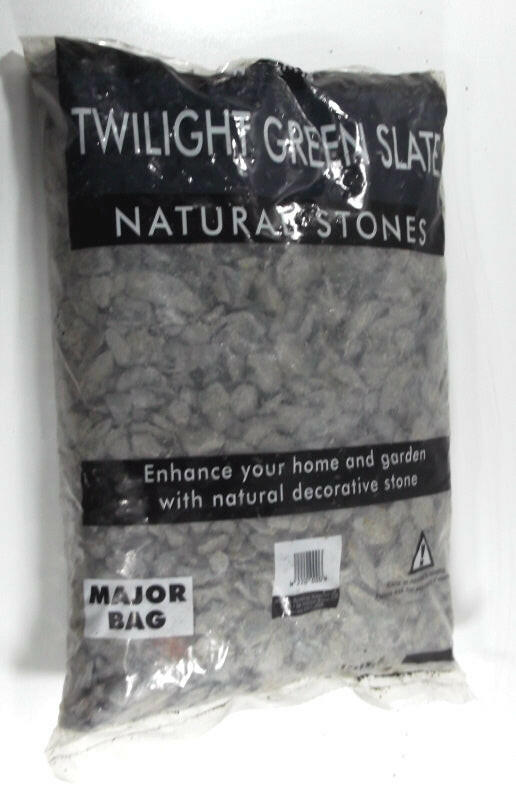 TWILIGHT GREEN SLATE
NATURAL STONES
Enhance your home and garden
with natural decorative stone
MAJOR
BAG